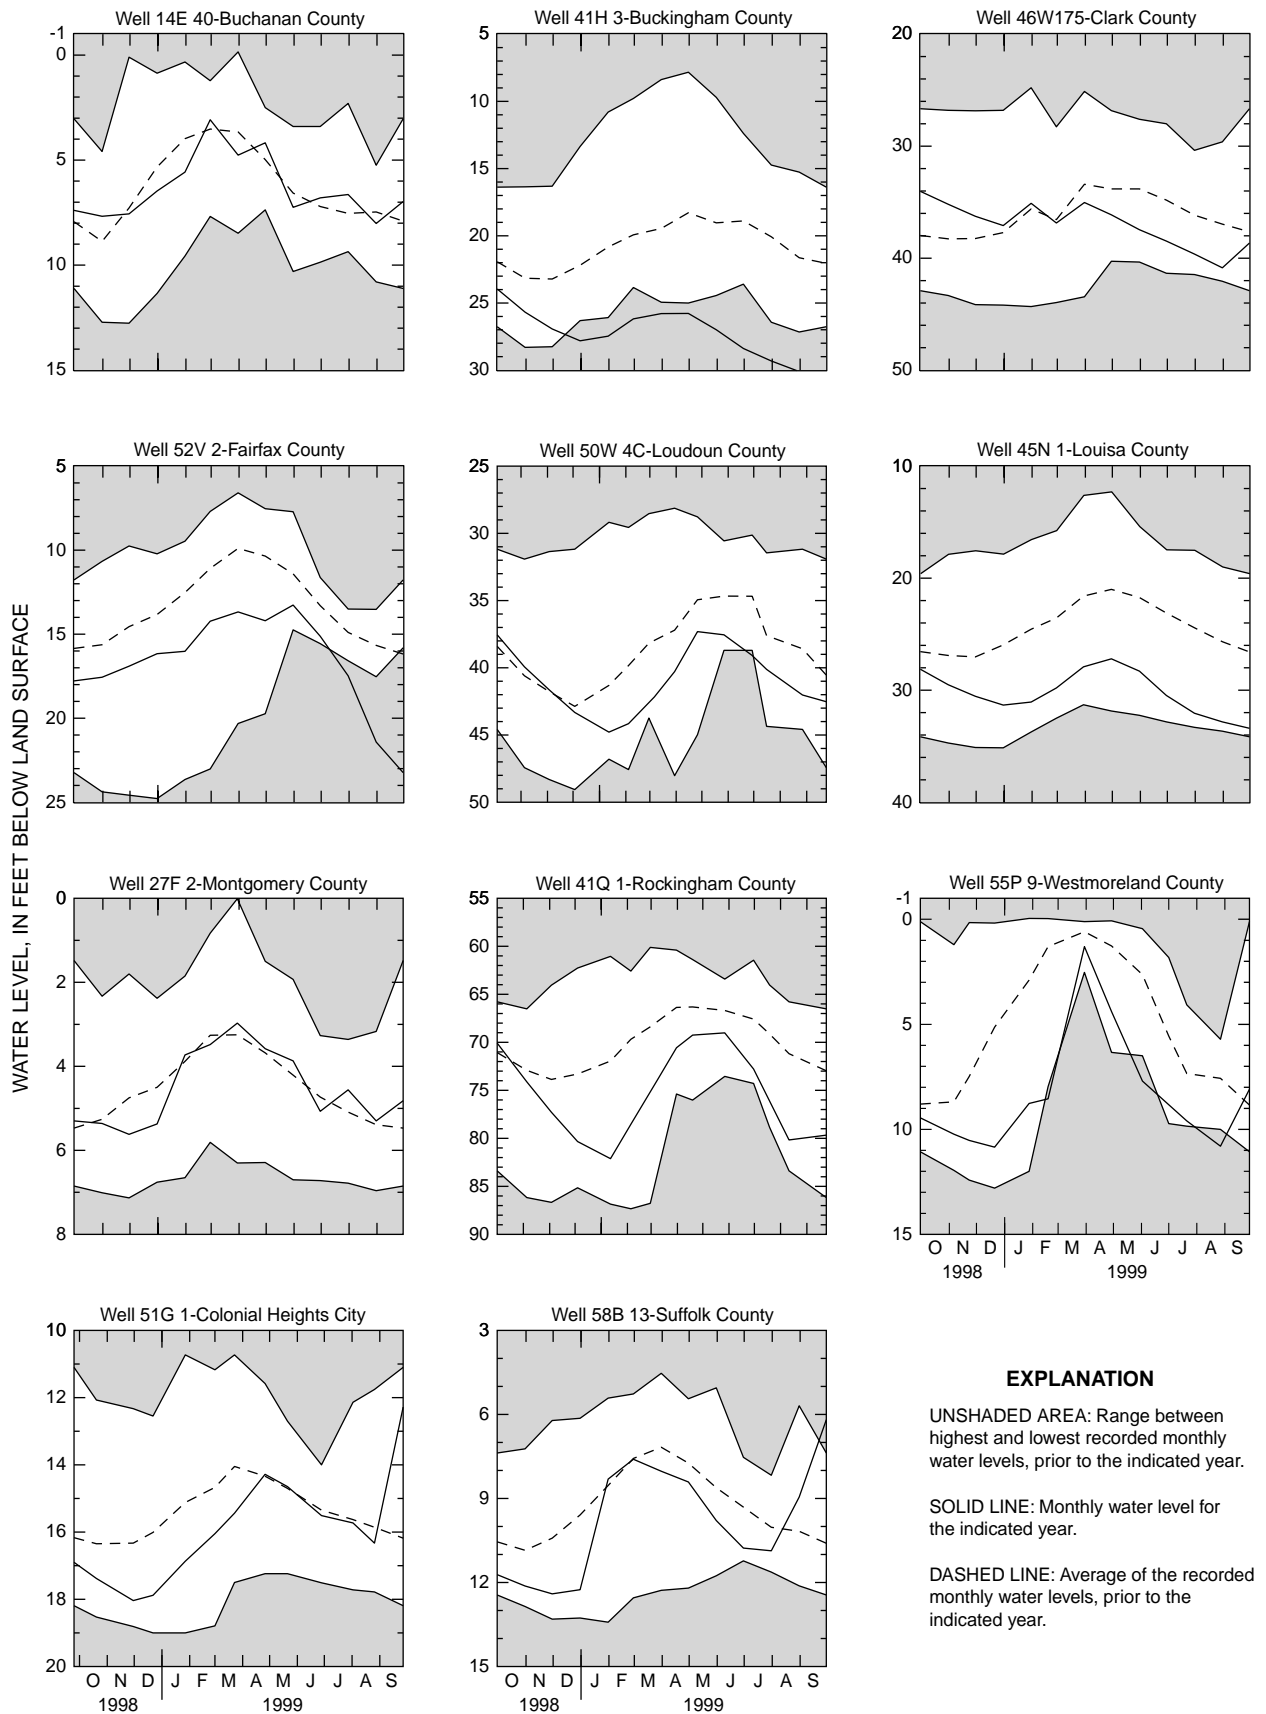 WATER LEVEL, IN FEET BELOW LAND SURFACE
Well 14E 40-Buchanan County
-1
0
5
10
15
Well 41H 3-Buckingham County
5
10
15
20
25
30
Well 46W175-Clark County
20
30
40
50
Well 52V 2-Fairfax County
5
10
15
20
25
Well 50W 4C-Loudoun County
25
30
35
40
45
50
Well 45N 1-Louisa County
10
20
30
40
Well 27F 2-Montgomery County
0
2
4
6
8
Well 41Q 1-Rockingham County
55
60
65
70
75
80
85
90
Well 55P 9-Westmoreland County
-1
0
5
10
15
O N D J F M A M J J A S
1998 1999
Well 51G 1-Colonial Heights City
10
12
14
16
18
20
O N D J F M A M J J A S
1998 1999
Well 58B 13-Suffolk County
3
6
9
12
15
O N D J F M A M J J A S
1998 1999
EXPLANATION
UNSHADED AREA: Range between
highest and lowest recorded monthly
water levels, prior to the indicated year.
SOLID LINE: Monthly water level for
the indicated year.
DASHED LINE: Average of the recorded
monthly water levels, prior to the
indicated year.